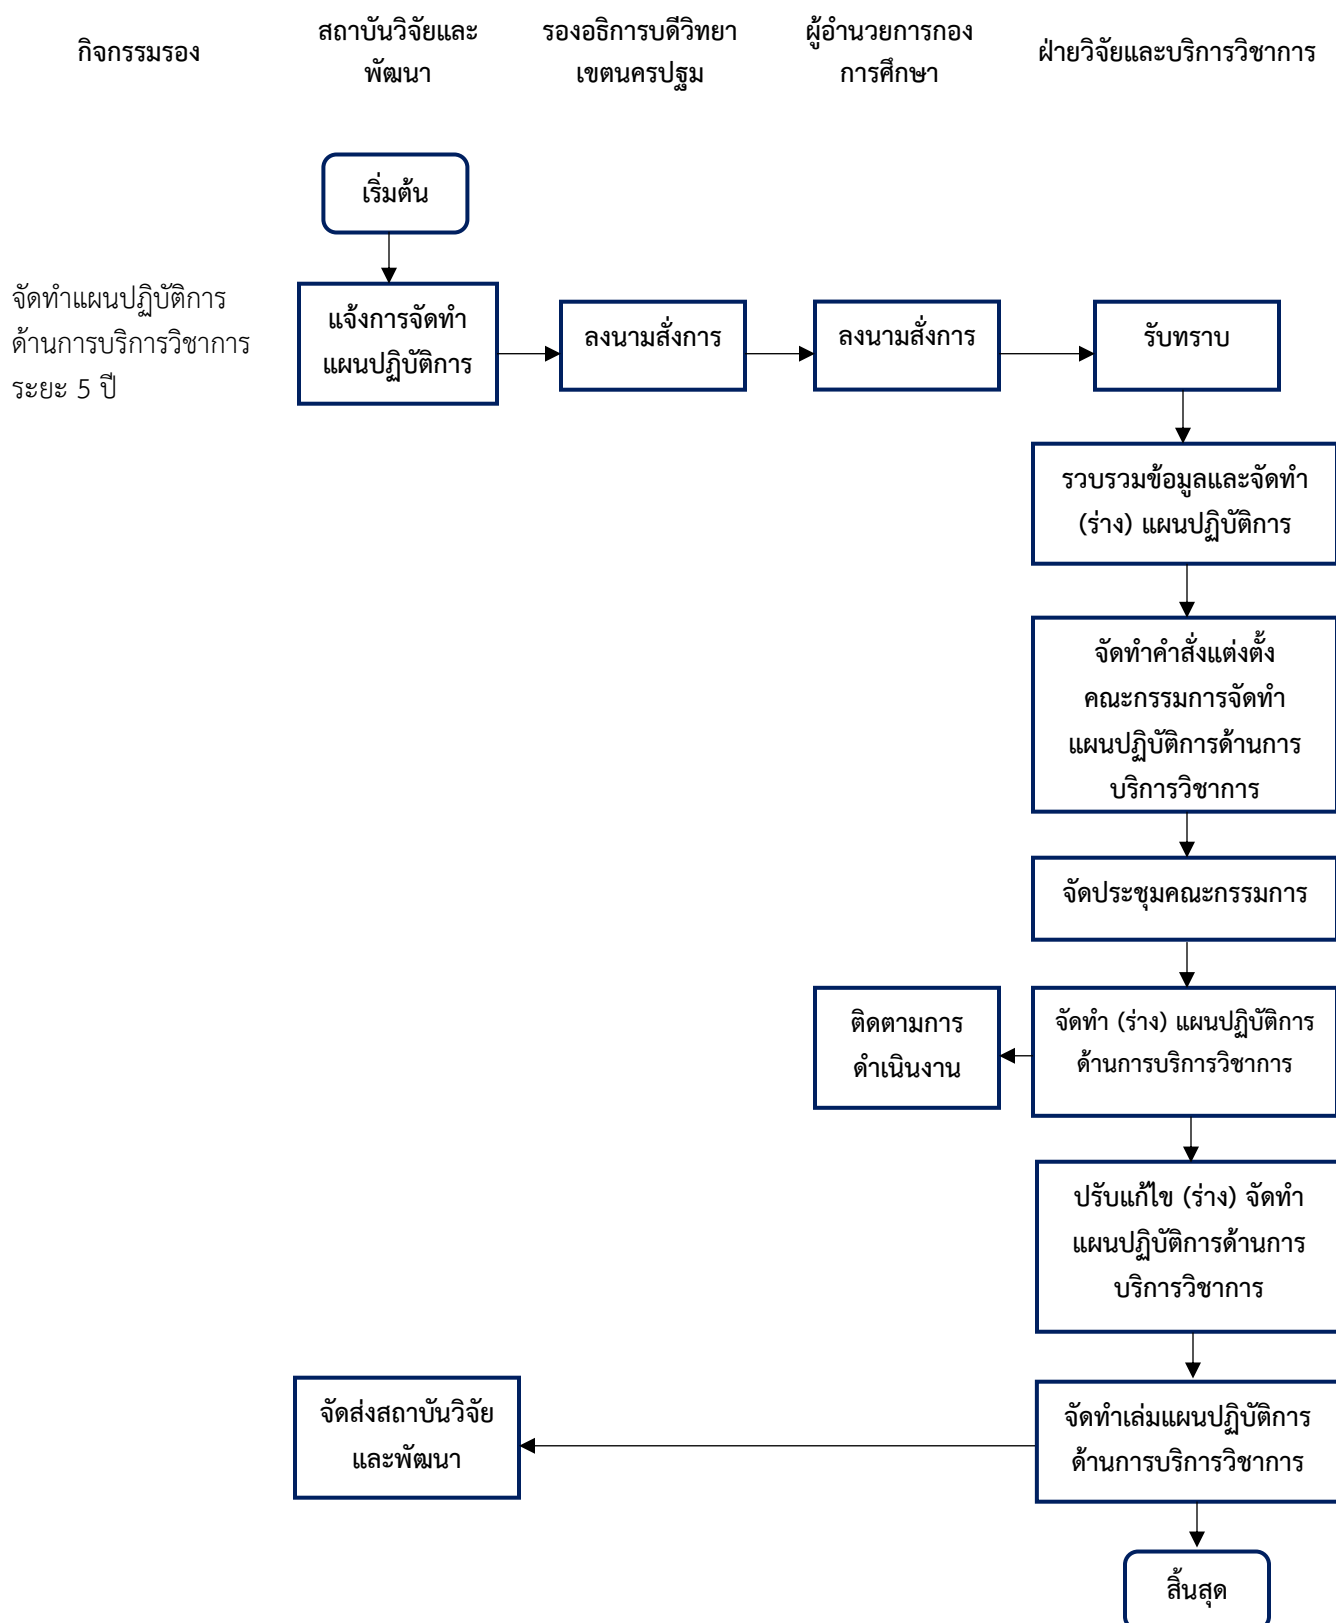 กิจกรรมรอง
สถาบันวิจัยและ
พัฒนา
รองอธิการบดีวิทยา
เขตนครปฐม
ผู้อำนวยการกอง
การศึกษา
ฝ่ายวิจัยและบริการวิชาการ
เริ่มต้น
จัดทำแผนปฏิบัติการ
ด้านการบริการวิชาการ
ระยะ 5 ปี
แจ้งการจัดทำ
แผนปฏิบัติการ
ลงนามสั่งการ
ลงนามสั่งการ
รับทราบ
รวบรวมข้อมูลและจัดทำ
(ร่าง) แผนปฏิบัติการ
จัดทำคำสั่งแต่งตั้ง
คณะกรรมการจัดทำ
แผนปฏิบัติการด้านการ
บริการวิชาการ
จัดประชุมคณะกรรมการ
ติดตามการ
ดำเนินงาน
จัดทำ (ร่าง) แผนปฏิบัติการ
ด้านการบริการวิชาการ
ปรับแก้ไข (ร่าง) จัดทำ
แผนปฏิบัติการด้านการ
บริการวิชาการ
จัดส่งสถาบันวิจัย
และพัฒนา
จัดทำเล่มแผนปฏิบัติการ
ด้านการบริการวิชาการ
สิ้นสุด